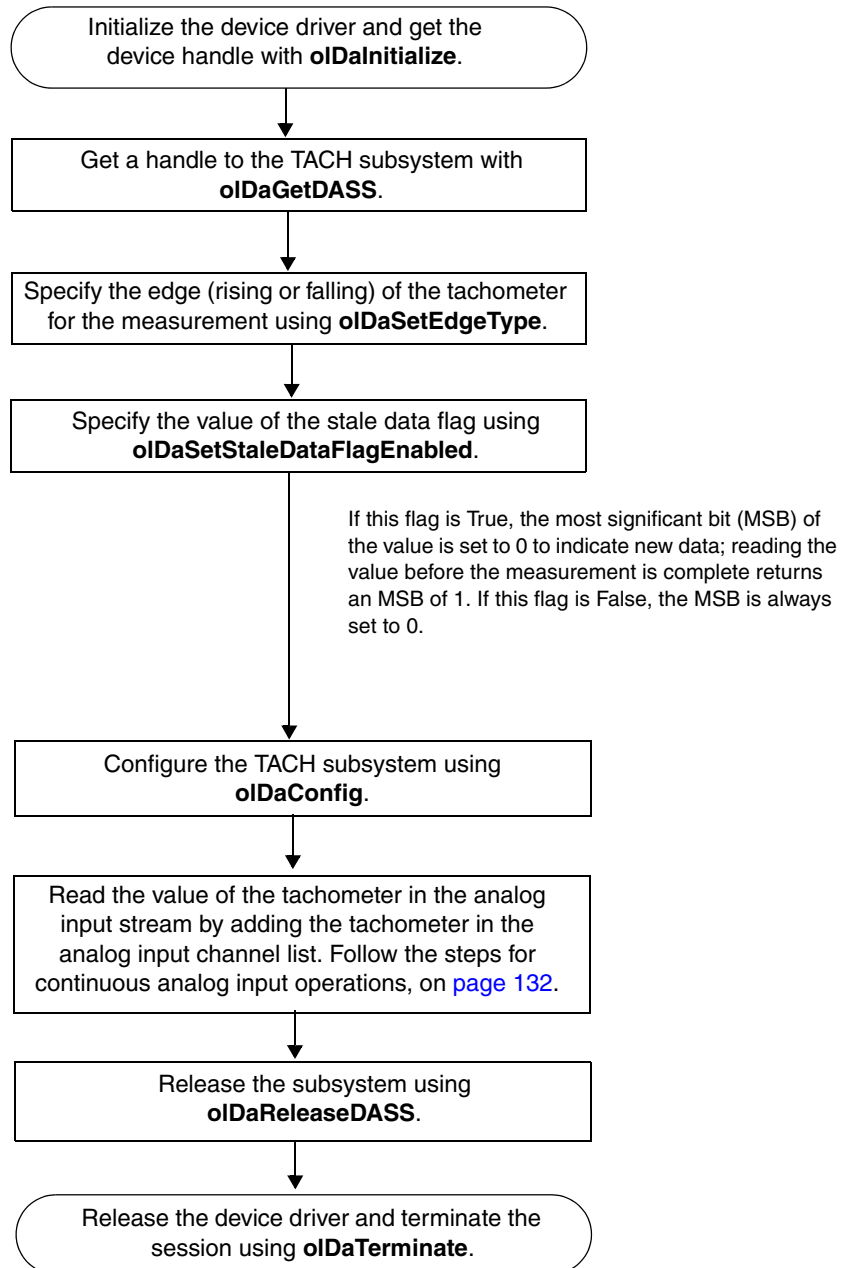 Initialize the device driver and get the
device handle with olDaInitialize.
Get a handle to the TACH subsystem with
olDaGetDASS.
Specify the edge (rising or falling) of the tachometer
for the measurement using olDaSetEdgeType.
Specify the value of the stale data flag using
olDaSetStaleDataFlagEnabled.
If this flag is True, the most significant bit (MSB) of
the value is set to 0 to indicate new data; reading the
value before the measurement is complete returns
an MSB of 1. If this flag is False, the MSB is always
set to 0.
Configure the TACH subsystem using
olDaConfig.
Read the value of the tachometer in the analog
input stream by adding the tachometer in the
analog input channel list. Follow the steps for
continuous analog input operations, on page 132.
Release the subsystem using
olDaReleaseDASS.
Release the device driver and terminate the
session using olDaTerminate.